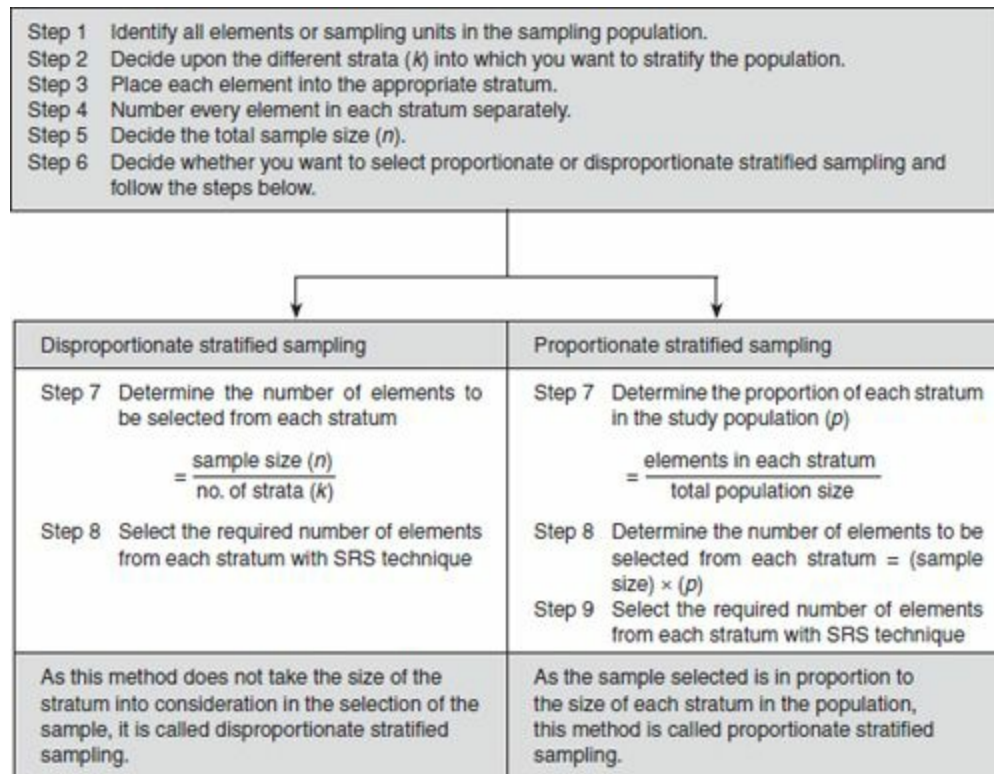 Step 1 Identify all elements or sampling units in the sampling population.
Step 2 Decide upon the different strata (k) into which you want to stratify the population.
Step 3 Place each element into the appropriate stratum.
Step 4 Number every element in each stratum separately.
Step 5 Decide the total sample size (n).
Step 6 Decide whether you want to select proportionate or disproportionate stratified sampling and
follow the steps below.
Disproportionate stratified sampling
Step 7 Determine the number of elements to
be selected from each stratum
= sample size (n)
no. of strata (k)
Step 8 Select the required number of elements
from each stratum with SRS technique
As this method does not take the size of the
stratum into consideration in the selection of the
sample, it is called disproportionate stratified
sampling.
Proportionate stratified sampling
Step 7 Determine the proportion of each stratum
in the study population (p)
= elements in each stratum
total population size
Step 8 Determine the number of elements to be
selected from each stratum = (sample
size) × (p)
Step 9 Select the required number of elements
from each stratum with SRS technique
As the sample selected is in proportion to
the size of each stratum in the population,
this method is called proportionate stratified
sampling.